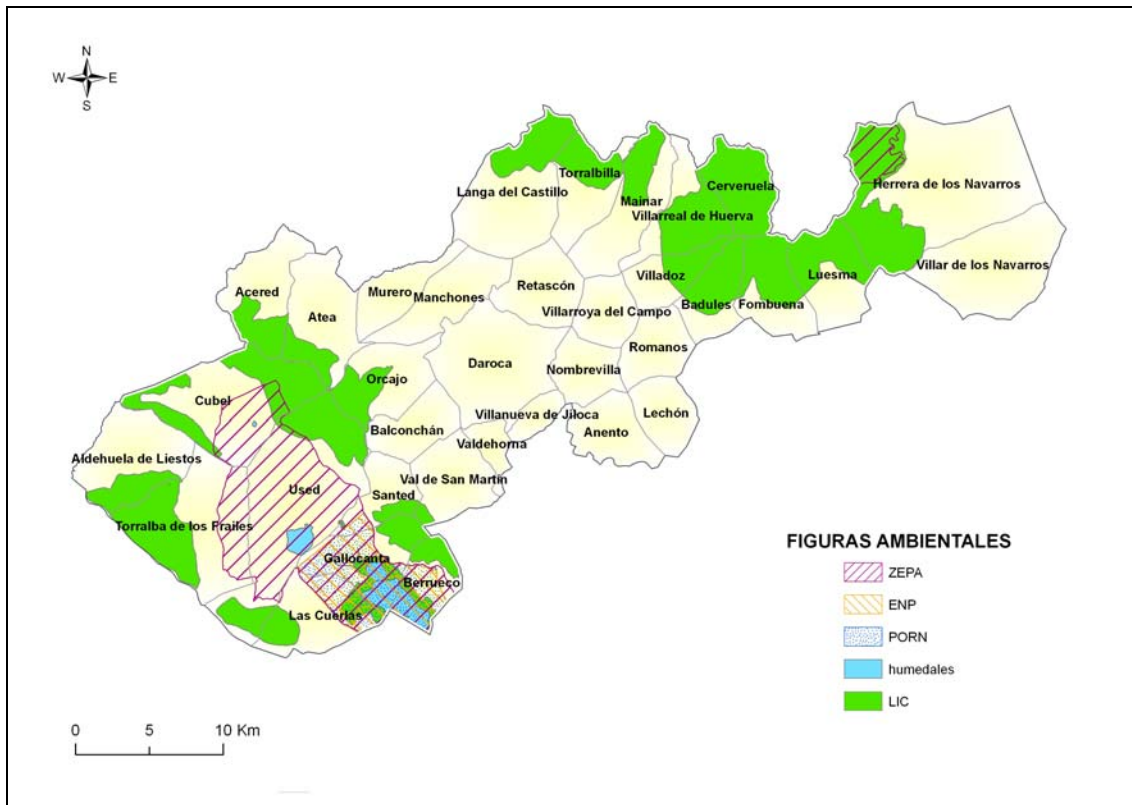 N
W E
S
Torralbilla
Cerveruela
Herrera de los Navarros
Langa del Castillo
Mainar
Villarreal de Huerva
Villar de los Navarros
Luesma
Villadoz
Acered
Murero
Manchones
Retascón
Badules
Fombuena
Atea
Villarroya del Campo
Romanos
Daroca
Orcajo
Nombrevilla
Cubel
Villanueva de Jiloca
Lechón
Balconchán
Anento
Valdehorna
Aldehuela de Liestos
Val de San Martín
Used
Santed
Torralba de los Frailes
Gallocanta
Berrueco
Las Cuerlas
FIGURAS AMBIENTALES
ZEPA
ENP
PORN
humedales
LIC
0 5 10 Km